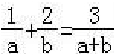 1/a + 2/b = 3/(a+b)